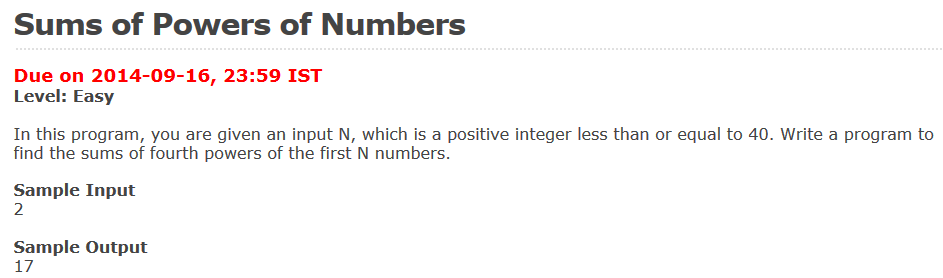 Sums of Powers of Numbers
Due on 2014-09-16, 23:59 IST
Level: Easy
In this program, you are given an input N, which is a positive integer less than or equal to 40. Write a program to
find the sums of fourth powers of the first N numbers.
Sample Input
2
Sample Output
17